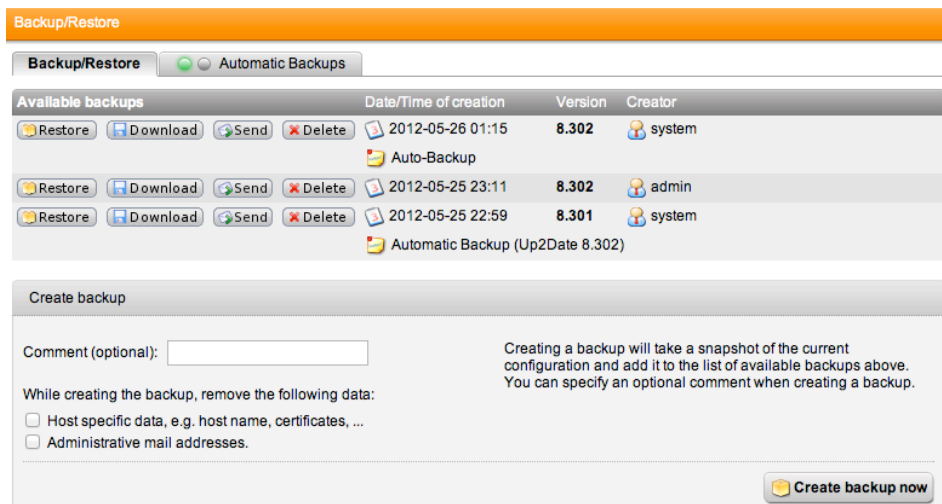 Backup/Restore
Backup/Restore Automatic Backups
Available backups Date/Time of creation Version Creator
Restore Download Send Delete 2012-05-26 01:15 8.302 system
Auto-Backup
Restore Download Send Delete 2012-05-25 23:11 8.302 admin
Restore Download Send Delete 2012-05-25 22:59 8.301 system
Automatic Backup (Up2Date 8.302)
Create backup
Comment (optional):
While creating the backup, remove the following data:
Host specific data, e.g. host name, certificates, ...
Administrative mail addresses.
Creating a backup will take a snapshot of the current
configuration and add it to the list of available backups above.
You can specify an optional comment when creating a backup.
Create backup now